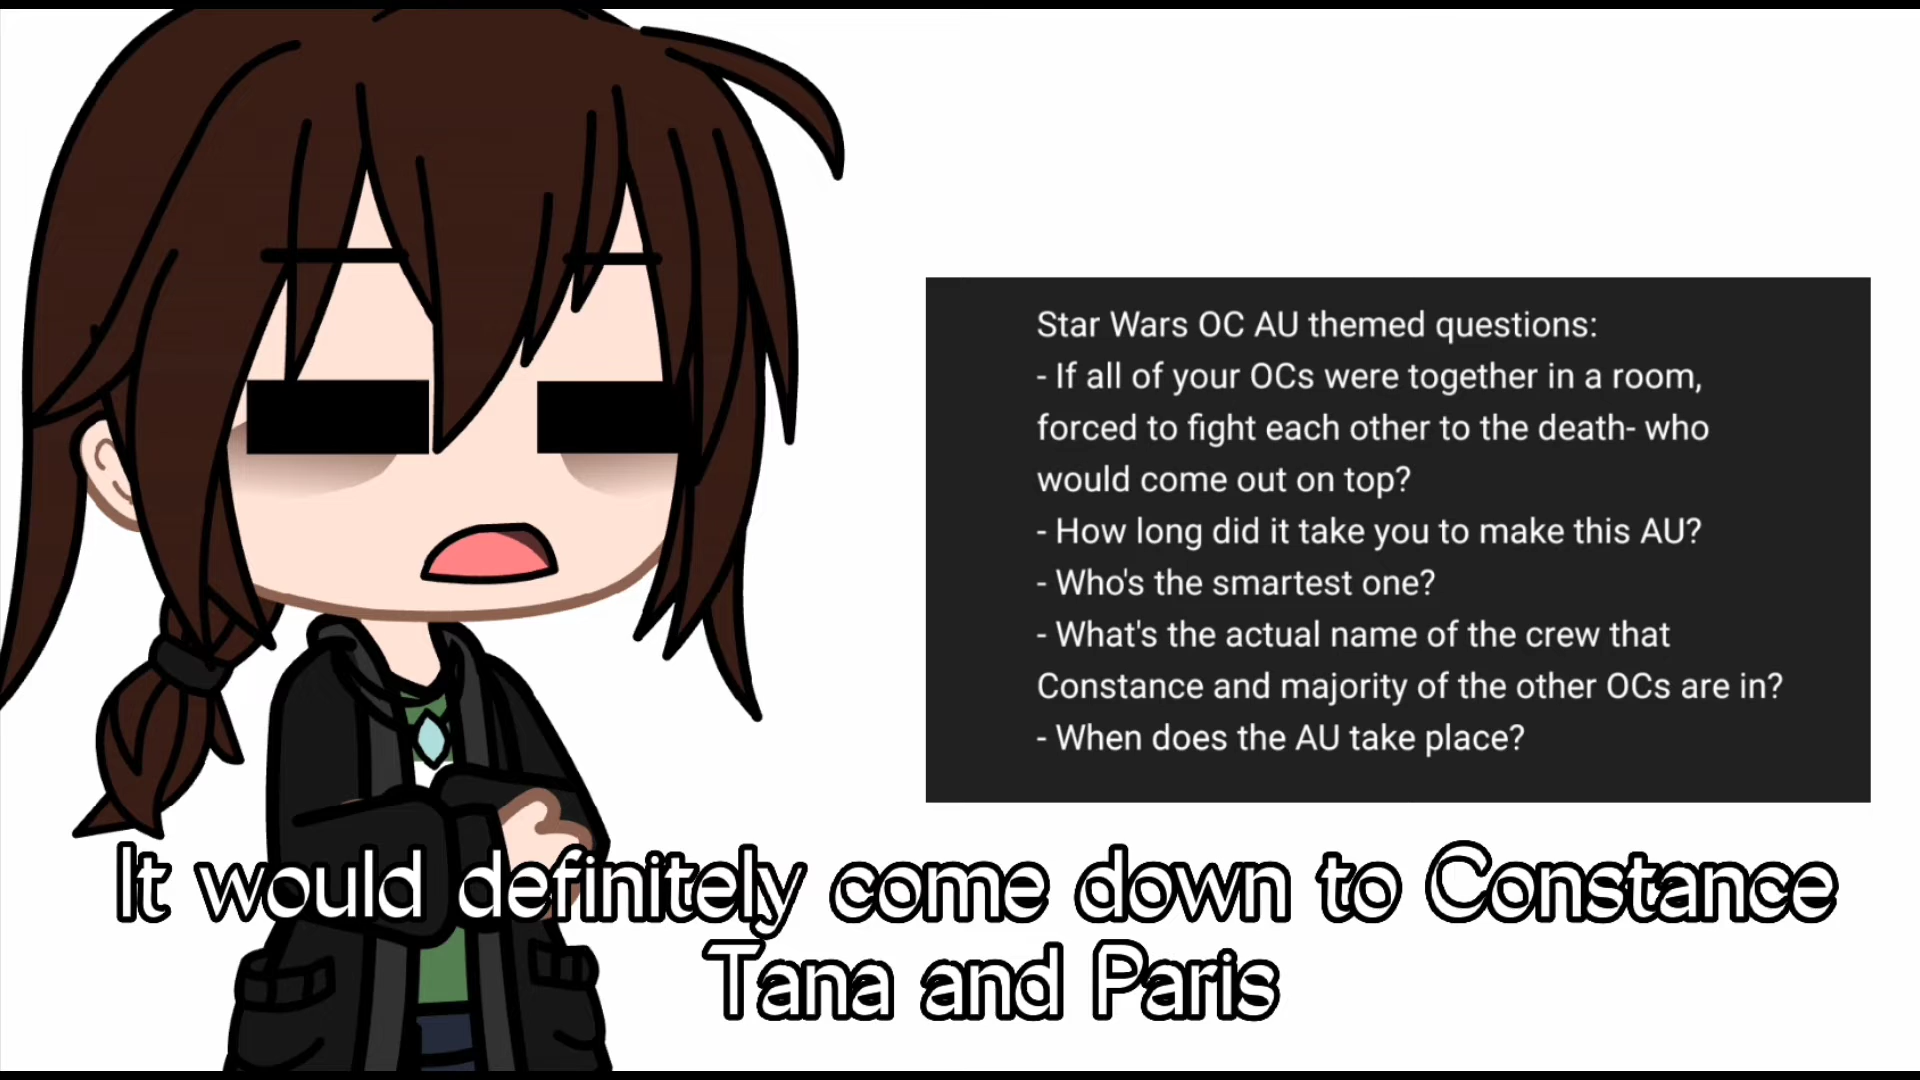 Star Wars OC AU themed questions:
- If all of your OCs were together in a room,
forced to fight each other to the death- who
would come out on top?
- How long did it take you to make this AU?
- Who's the smartest one?
- What's the actual name of the crew that
Constance and majority of the other OCs are in?
- When does the AU take place?
It would definitely come down to Constance
Tana and Paris